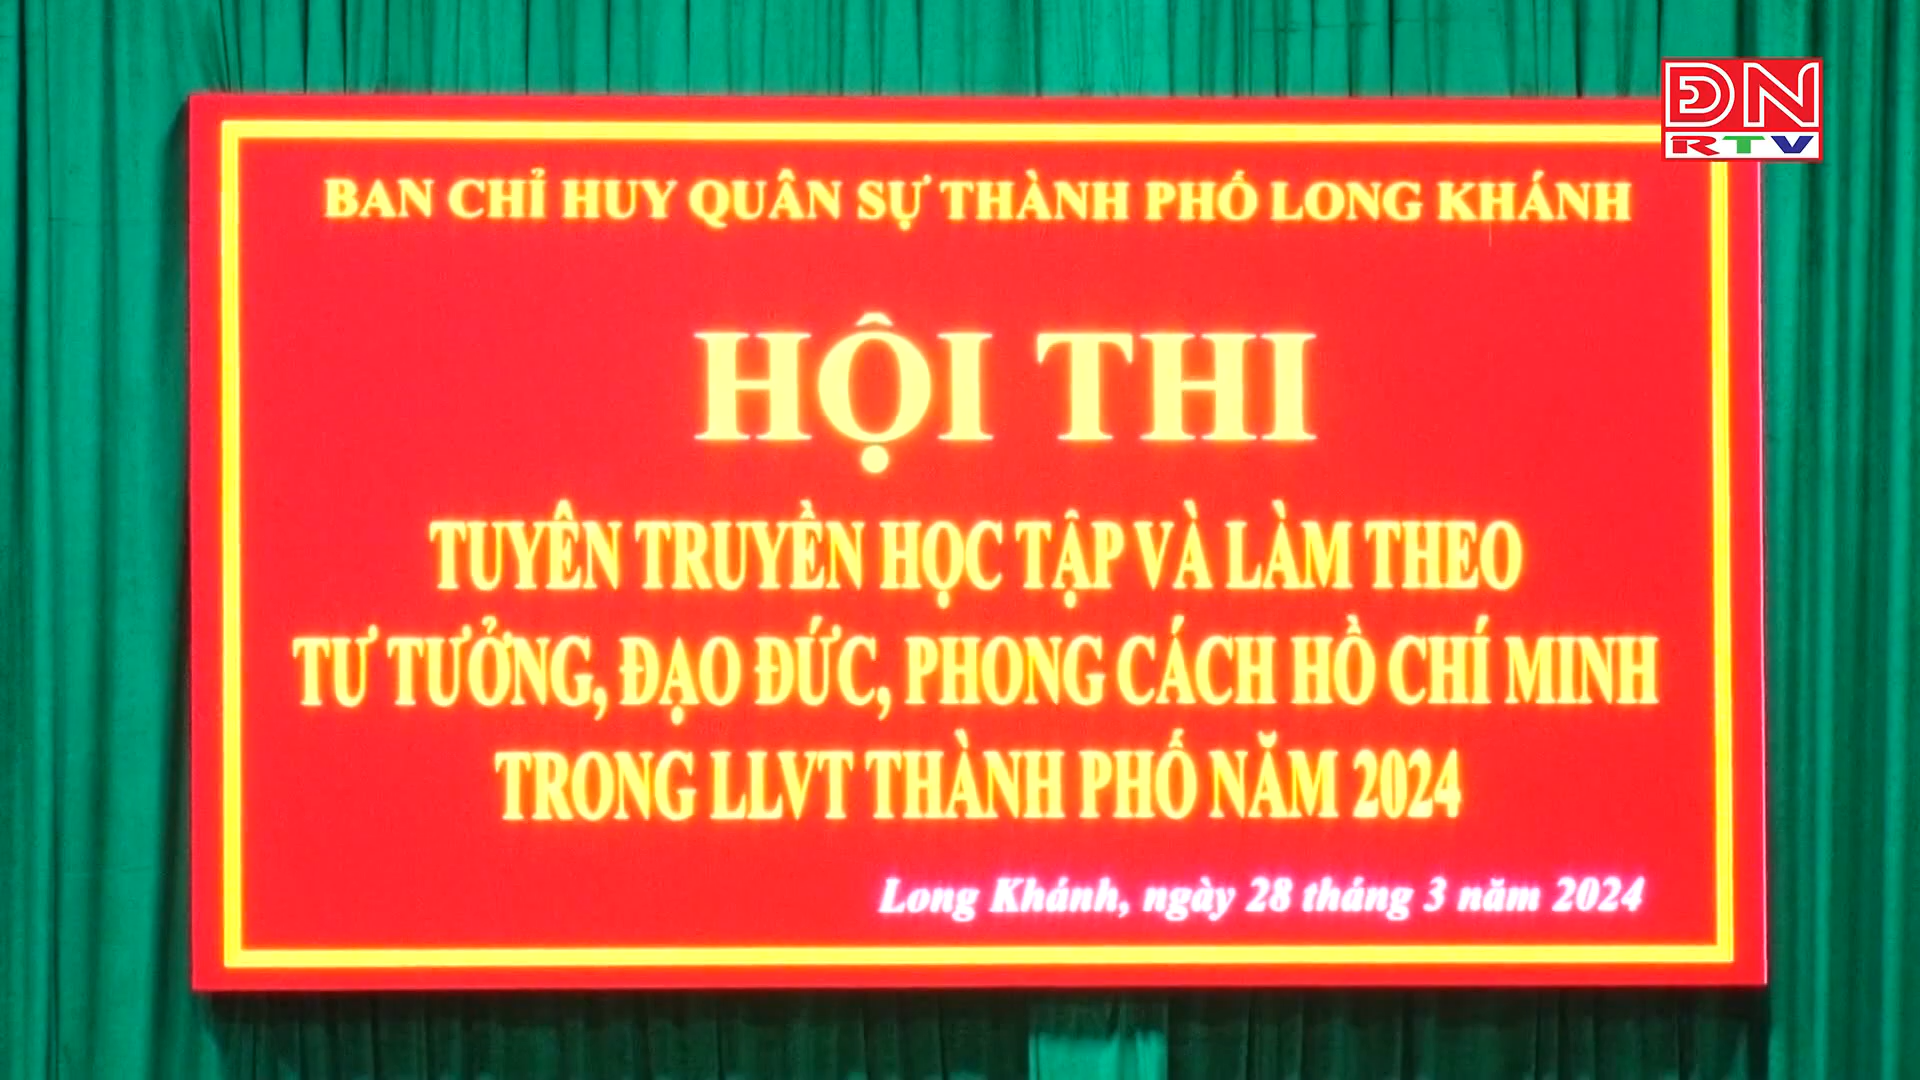 ĐN
RTV
BAN CHỈ HUY QUÂN SỰ THÀNH PHỐ LONG KHÁNH
HỘI THI
TUYÊN TRUYỀN HỌC TẬP VÀ LÀM THEO
TƯ TƯỞNG, ĐẠO ĐỨC, PHONG CÁCH HỒ CHÍ MINH
TRONG LLVT THÀNH PHỐ NĂM 2024
Long Khánh, ngày 28 tháng 3 năm 2024